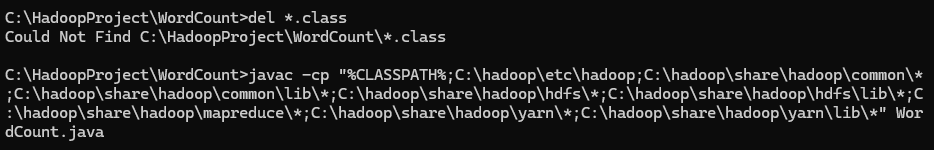 C:\HadoopProject\WordCount>del *.class
Could Not Find C:\HadoopProject\WordCount\*.class
C:\HadoopProject\WordCount>javac -cp "%CLASSPATH%;C:\hadoop\etc\hadoop;C:\hadoop\share\hadoop\common\*
;C:\hadoop\share\hadoop\common\lib\*;C:\hadoop\share\hadoop\hdfs\*;C:\hadoop\share\hadoop\hdfs\lib\*;C
:\hadoop\share\hadoop\mapreduce\*;C:\hadoop\share\hadoop\yarn\*;C:\hadoop\share\hadoop\yarn\lib\*" Wor
dCount.java